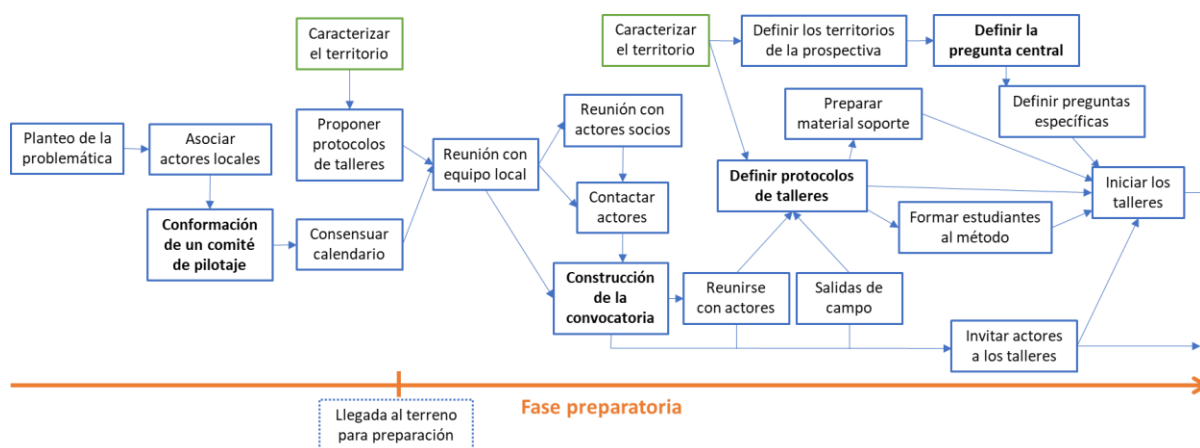 Caracterizar
el territorio
Caracterizar
el territorio
Definir los territorios
de la prospectiva
Definir la
pregunta central
Planteo de la
problemática
Asociar
actores locales
Proponer
protocolos
de talleres
Reunión con
equipo local
Reunión con
actores socios
Preparar
material soporte
Definir preguntas
específicas
Conformación
de un comité
de pilotaje
Consensuar
calendario
Contactar
actores
Definir protocolos
de talleres
Formar estudiantes
al método
Iniciar los
talleres
Construcción
de la
convocatoria
Reunirse
con actores
Salidas de
campo
Invitar actores
a los talleres
Fase preparatoria
Llegada al terreno
para preparación